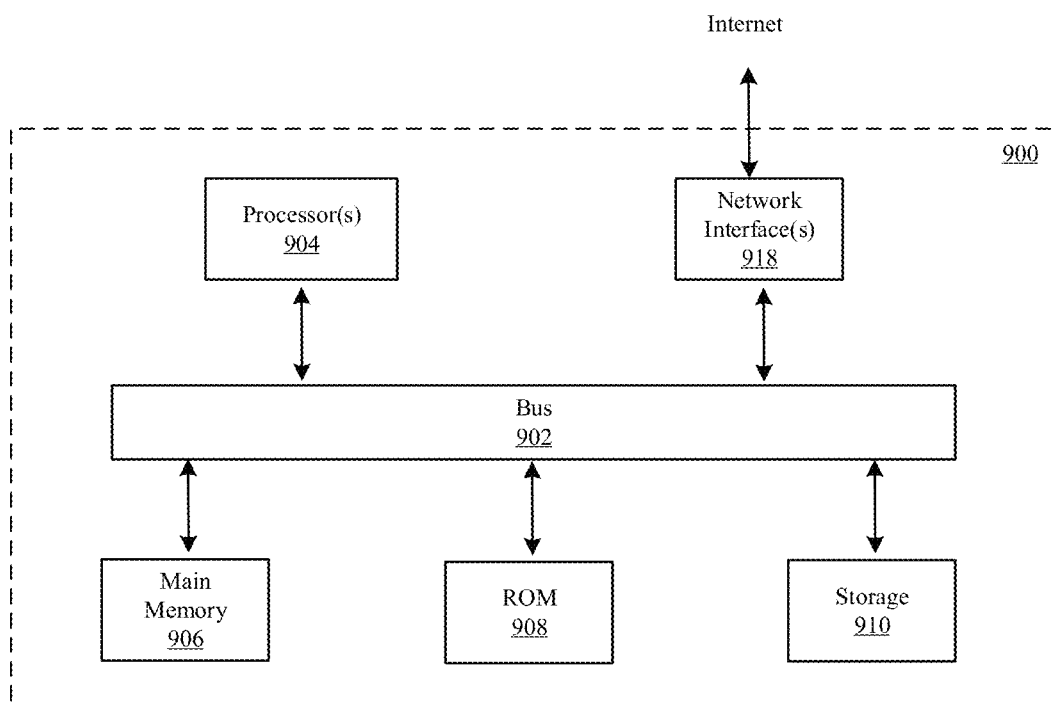 Internet
900
Processor(s)
904
Network
Interface(s)
918
Bus
902
Main
Memory
906
ROM
908
Storage
910